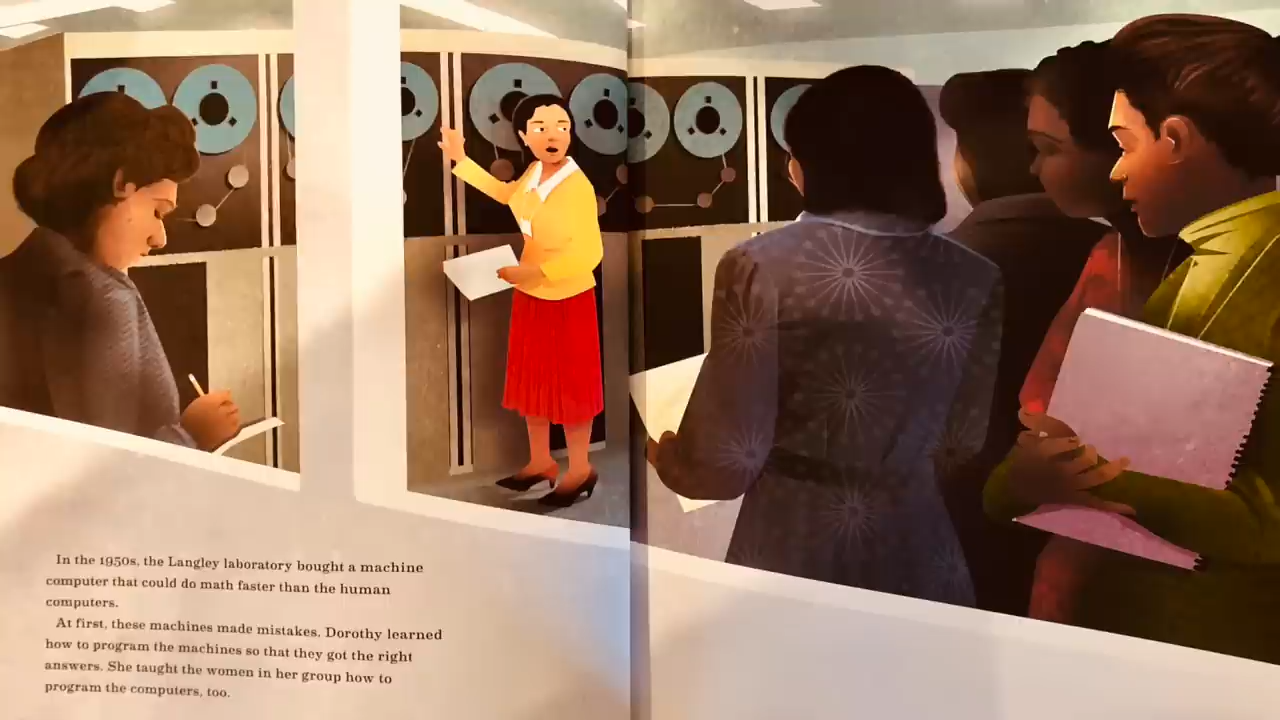 In the 1950s, the Langley laboratory bought a machine
computer that could do math faster than the human
computers.
At first, these machines made mistakes. Dorothy learned
how to program the machines so that they got the right
answers. She taught the women in her group how to
program the computers, too.